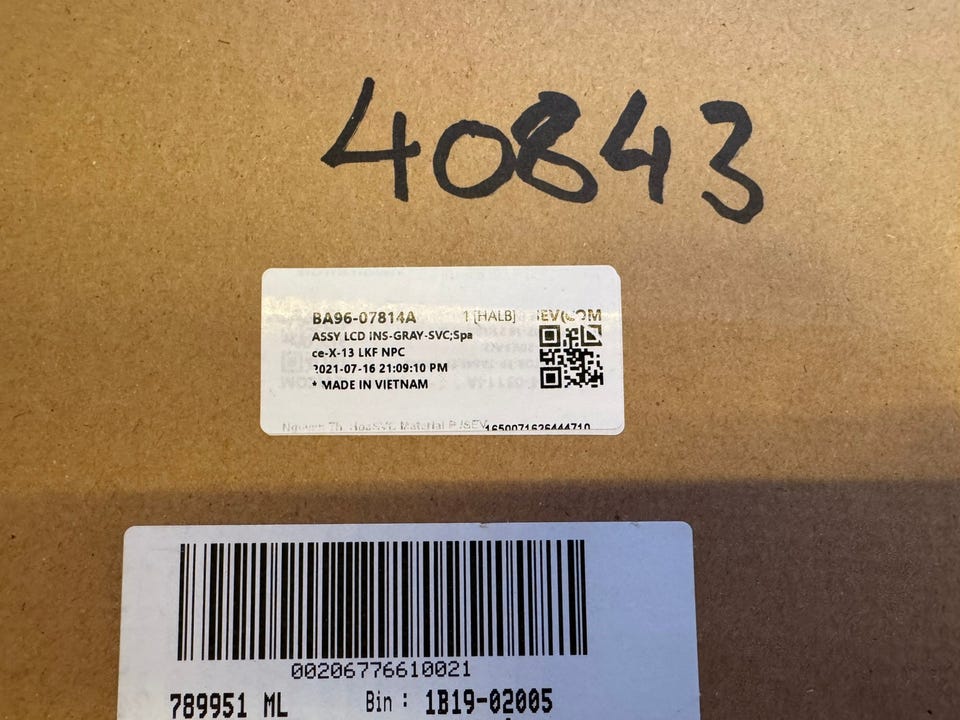 40843
BA96-07814A 1 [HALB]
ASSY LCD INS-GRAY-SVC;Spa
ce-X-13 LKF NPC
2021-07-16 21:09:10 PM
* MADE IN VIETNAM
1650071626444710
00206776610021
789951 ML Bin : 1B19-02005